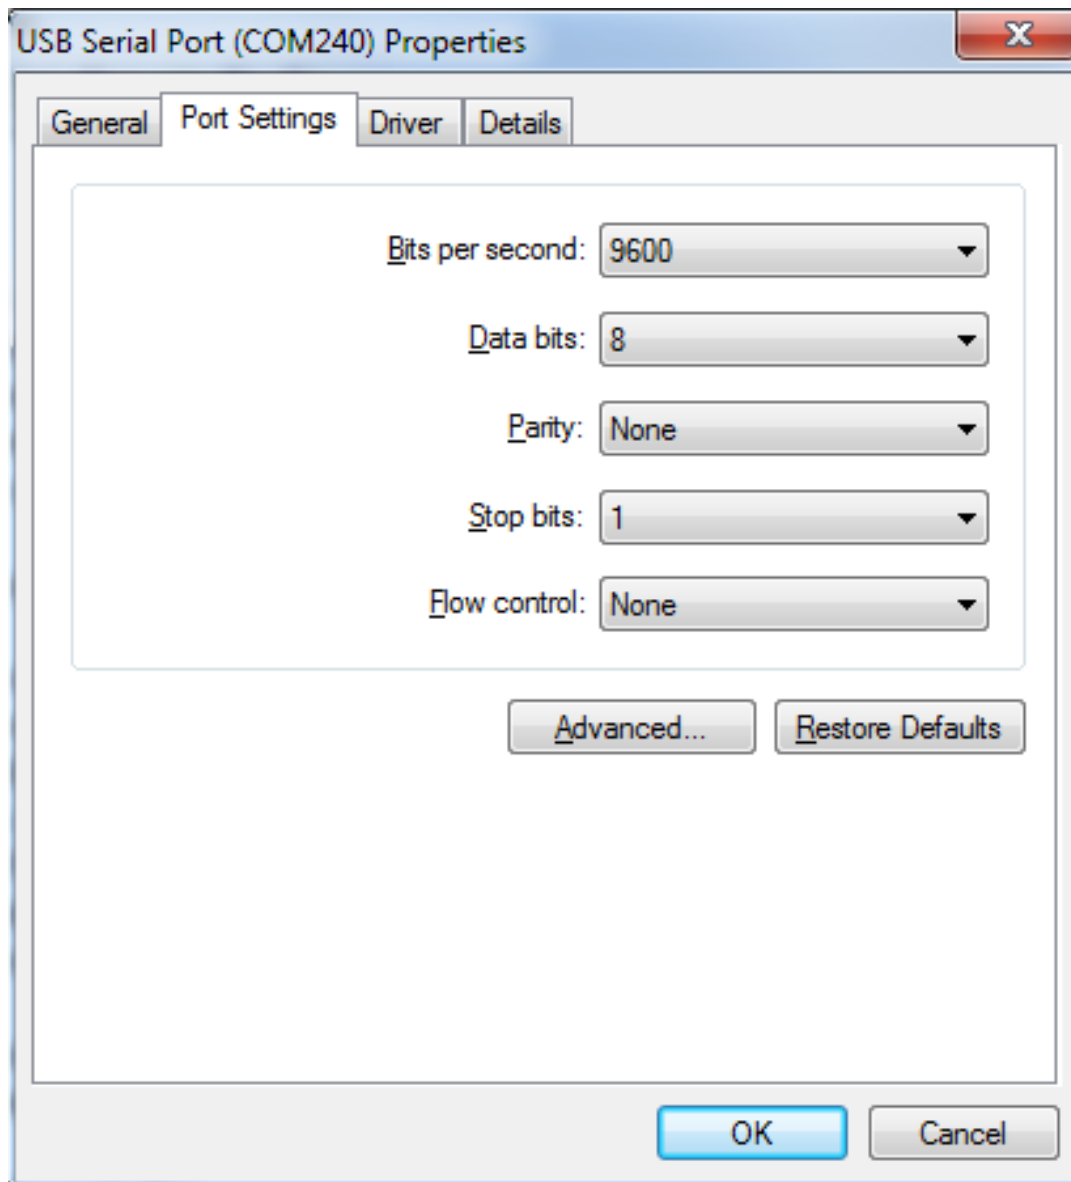 USB Serial Port (COM240) Properties
General Port Settings Driver Details
Bits per second: 9600
Data bits: 8
Parity: None
Stop bits: 1
Flow control: None
Advanced... Restore Defaults
OK Cancel